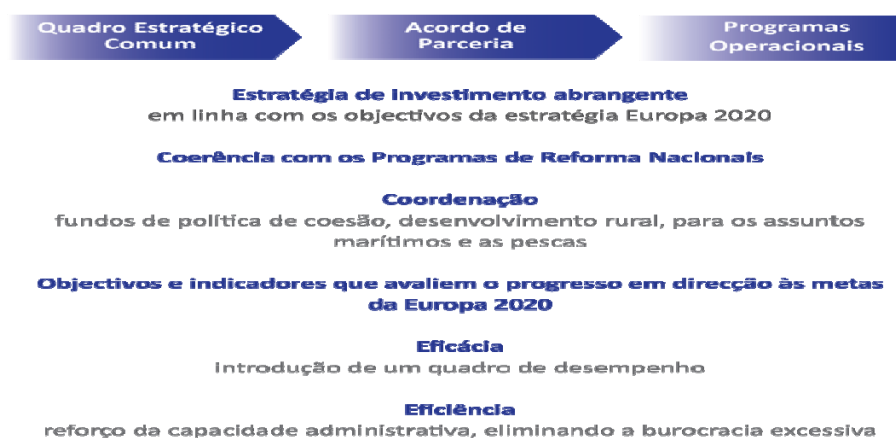 Quadro Estratégico
Comum
Acordo de
Parceria
Programas
Operacionais
Estratégia de investimento abrangente
em linha com os objectivos da estratégia Europa 2020
Coerência com os Programas de Reforma Nacionais
Coordenação
fundos de política de coesão, desenvolvimento rural, para os assuntos
marítimos e as pescas
Objectivos e indicadores que avaliem o progresso em direcção às metas
da Europa 2020
Eficácia
introdução de um quadro de desempenho
Eficiência
reforço da capacidade administrativa, eliminando a burocracia excessiva